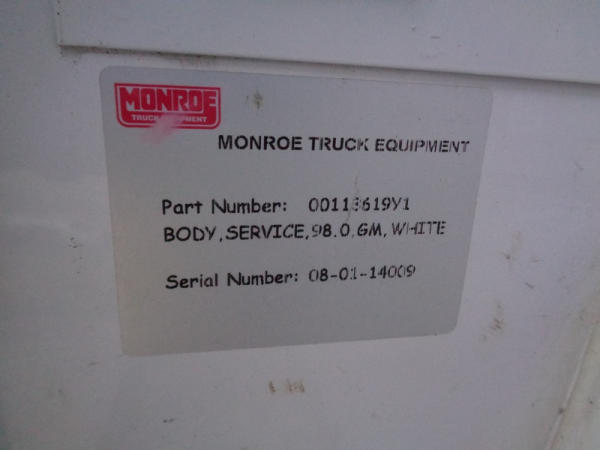 MONROE
TRUCK EQUIPMENT
MONROE TRUCK EQUIPMENT
Part Number: 00113619Y1
BODY,SERVICE,98.0,GM, WHITE
Serial Number: 08-01-14009